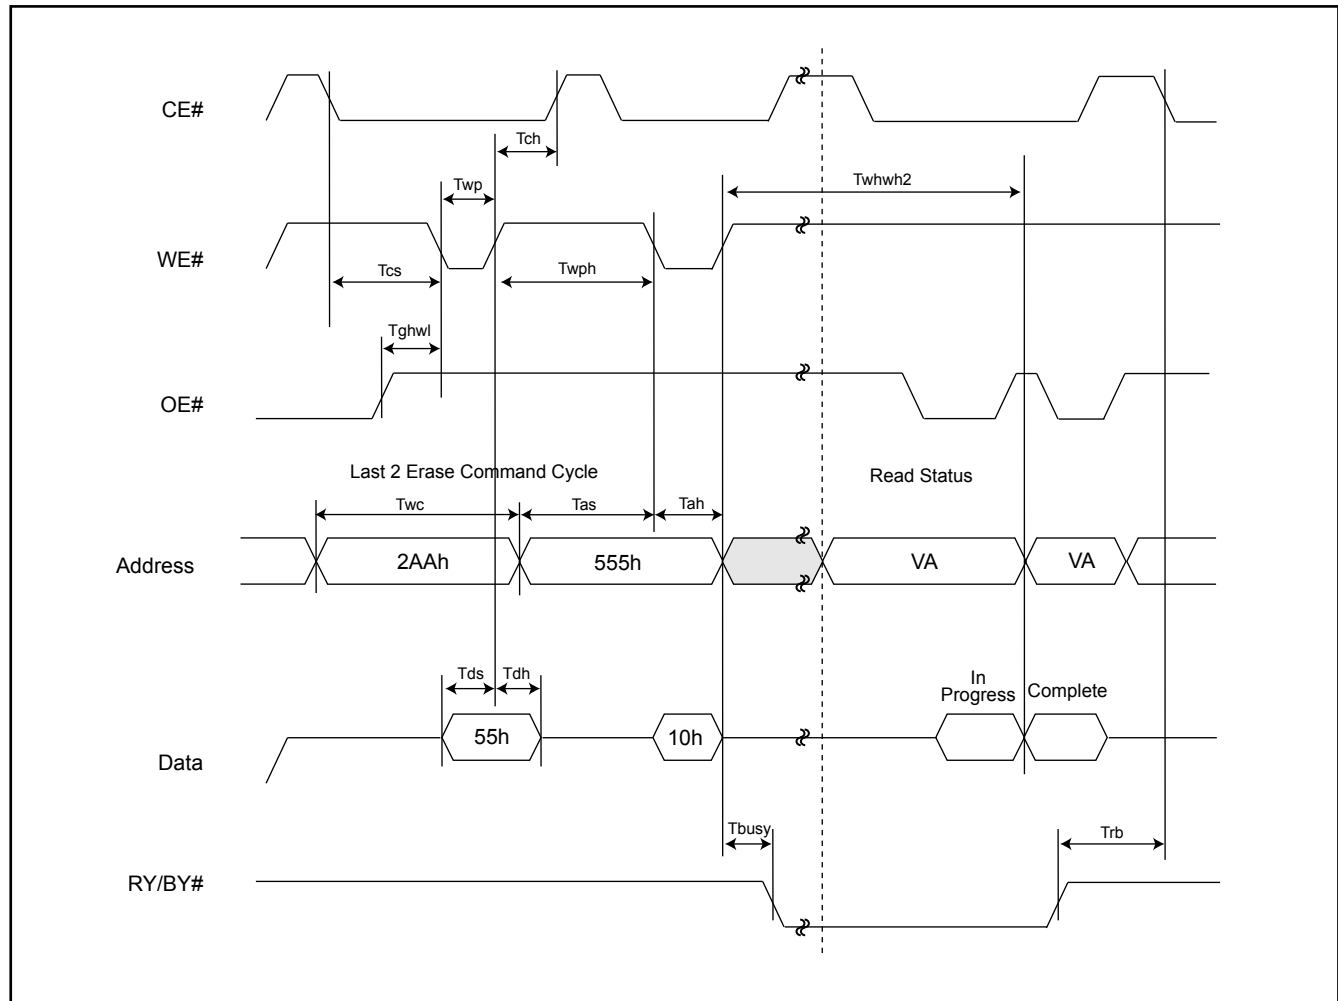 CE#
Tch
Twp
Twhwh2
WE#
Tcs
Twph
Tghwl
OE#
Last 2 Erase Command Cycle
Read Status
Twc
Tas
Tah
Address
2AAh
555h
VA
VA
Tds
Tdh
In
Progress
Complete
Data
55h
10h
Tbusy
Trb
RY/BY#